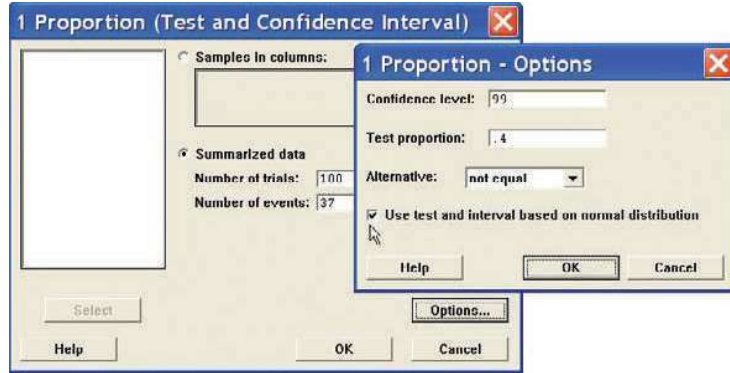 1 Proportion (Test and Confidence Interval)
Samples in columns:
Summarized data
Number of trials: 100
Number of events: 37
Select
Options...
Help
OK
Cancel
1 Proportion - Options
Confidence level: 99
Test proportion: .4
Alternative: not equal
Use test and interval based on normal distribution
Help
OK
Cancel